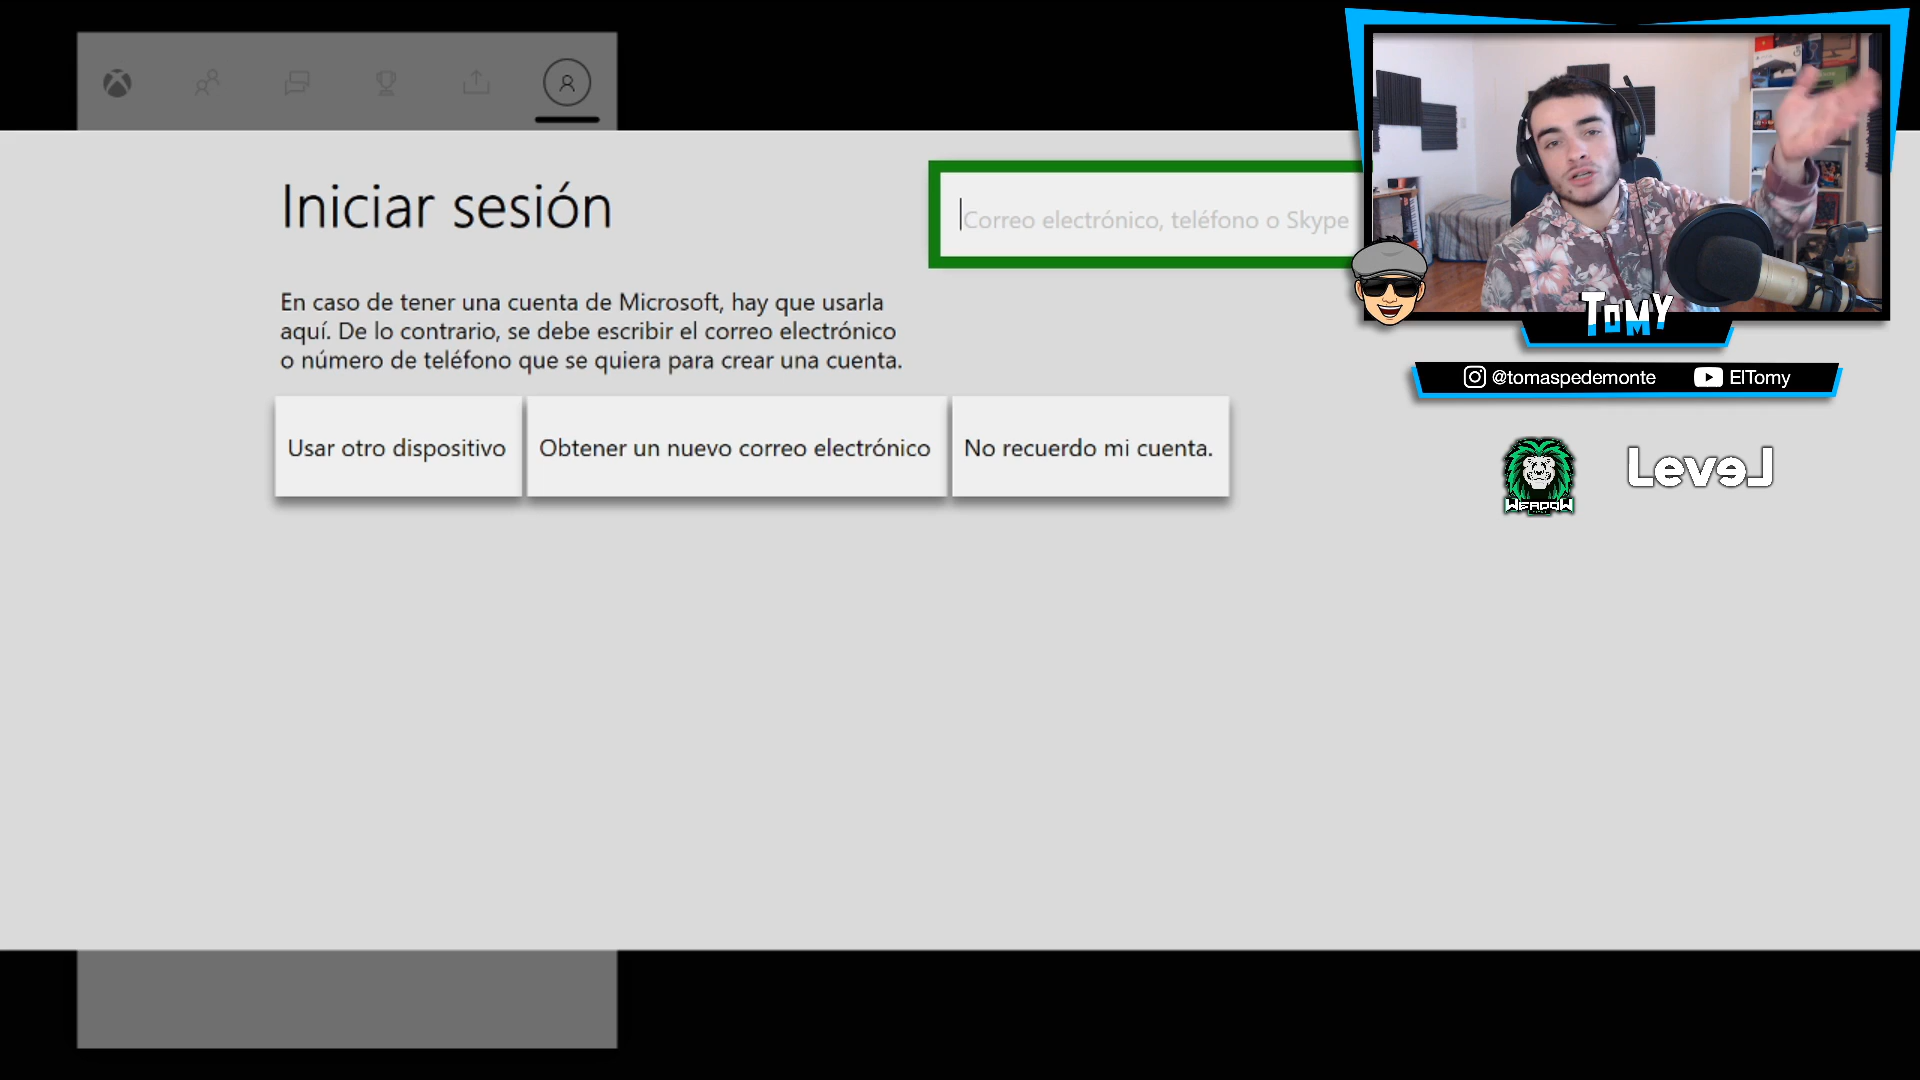 Iniciar sesión
Correo electrónico, teléfono o Skype
En caso de tener una cuenta de Microsoft, hay que usarla
aquí. De lo contrario, se debe escribir el correo electrónico
o número de teléfono que se quiera para crear una cuenta.
Usar otro dispositivo
Obtener un nuevo correo electrónico
No recuerdo mi cuenta.
TOMY
@tomaspedemonte
ElTomy
WEADOW
Level